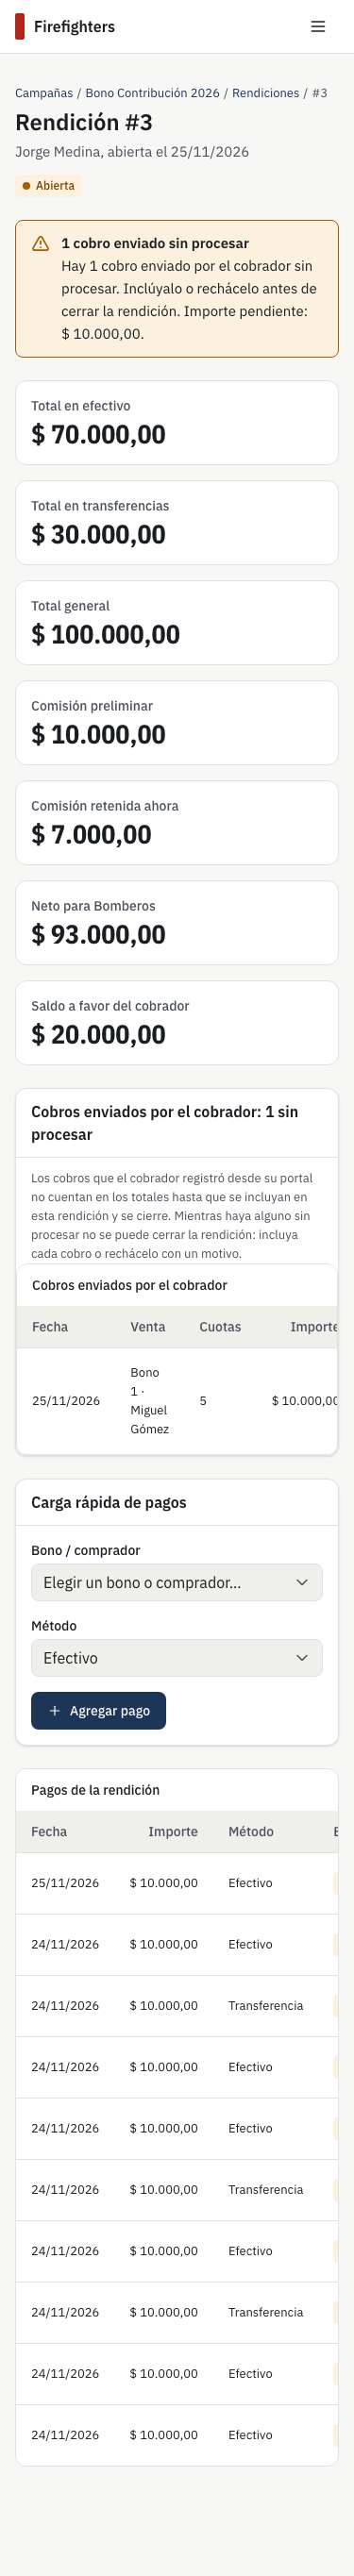 Firefighters
Campañas / Bono Contribución 2026 / Rendiciones / #3
Rendición #3
Jorge Medina, abierta el 25/11/2026
Abierta
1 cobro enviado sin procesar
Hay 1 cobro enviado por el cobrador sin
procesar. Inclúyalo o rechácelo antes de
cerrar la rendición. Importe pendiente:
$ 10.000,00.
Total en efectivo
$ 70.000,00
Total en transferencias
$ 30.000,00
Total general
$ 100.000,00
Comisión preliminar
$ 10.000,00
Comisión retenida ahora
$ 7.000,00
Neto para Bomberos
$ 93.000,00
Saldo a favor del cobrador
$ 20.000,00
Cobros enviados por el cobrador: 1 sin
procesar
Los cobros que el cobrador registró desde su portal
no cuentan en los totales hasta que se incluyan en
esta rendición y se cierre. Mientras haya alguno sin
procesar no se puede cerrar la rendición: incluya
cada cobro o rechácelo con un motivo.
Cobros enviados por el cobrador
Fecha Venta Cuotas Importe
25/11/2026 Bono 1 · Miguel Gómez 5 $ 10.000,00
Carga rápida de pagos
Bono / comprador
Elegir un bono o comprador...
Método
Efectivo
Agregar pago
Pagos de la rendición
Fecha Importe Método
25/11/2026 $ 10.000,00 Efectivo
24/11/2026 $ 10.000,00 Efectivo
24/11/2026 $ 10.000,00 Transferencia
24/11/2026 $ 10.000,00 Efectivo
24/11/2026 $ 10.000,00 Efectivo
24/11/2026 $ 10.000,00 Transferencia
24/11/2026 $ 10.000,00 Efectivo
24/11/2026 $ 10.000,00 Transferencia
24/11/2026 $ 10.000,00 Efectivo
24/11/2026 $ 10.000,00 Efectivo